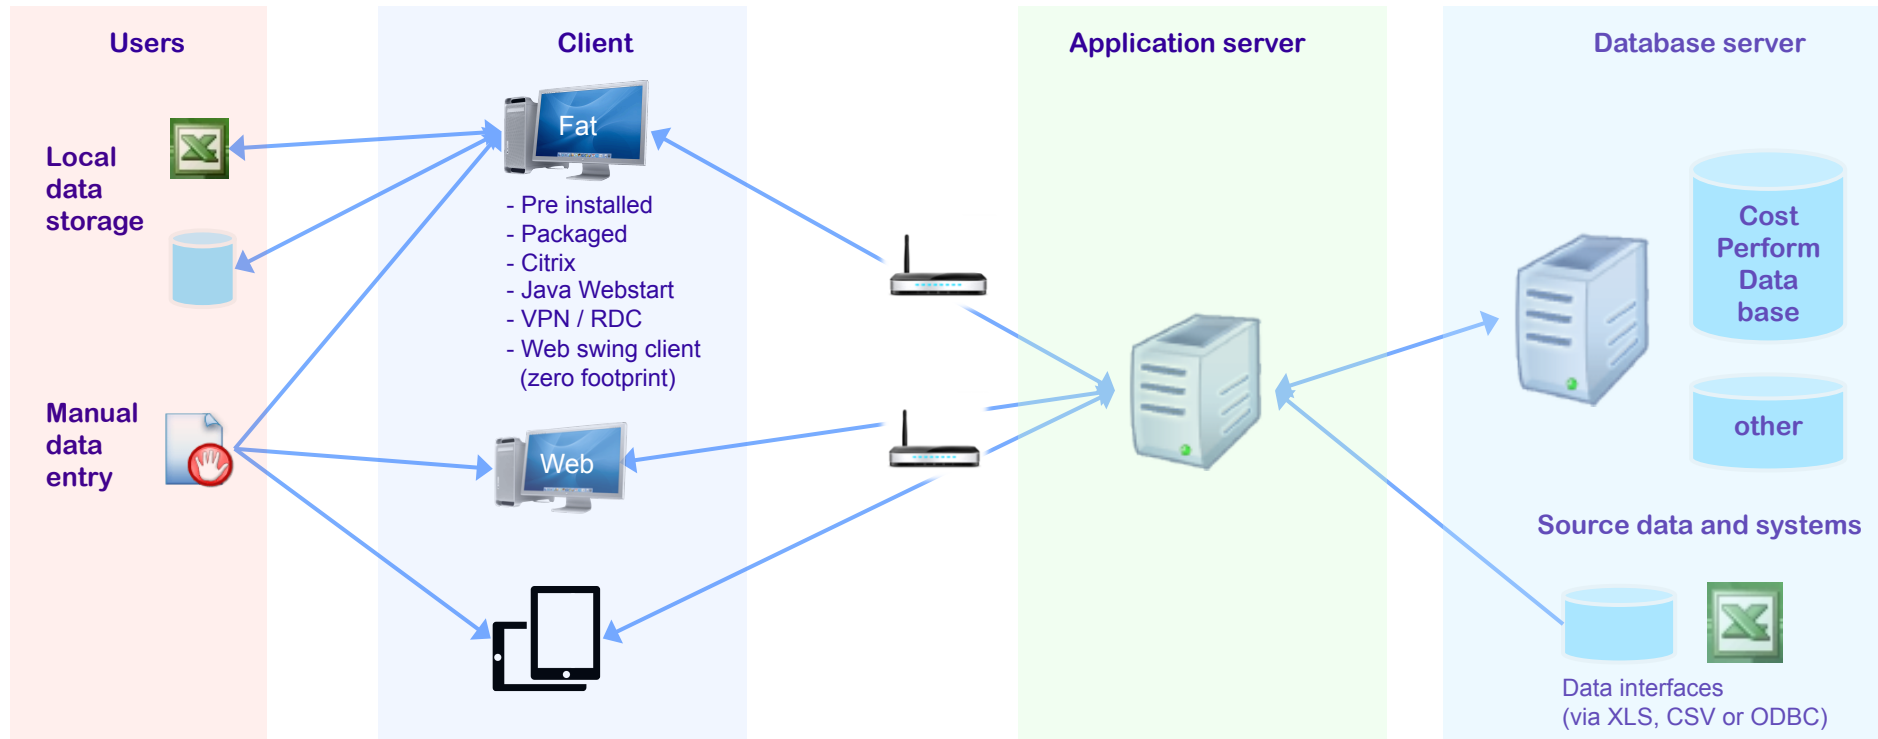 Users
Client
Application server
Database server
Local
data
storage
Fat
- Pre installed
- Packaged
- Citrix
- Java Webstart
- VPN / RDC
- Web swing client
(zero footprint)
Cost
Perform
Data
base
Manual
data
entry
Web
other
Source data and systems
Data interfaces
(via XLS, CSV or ODBC)